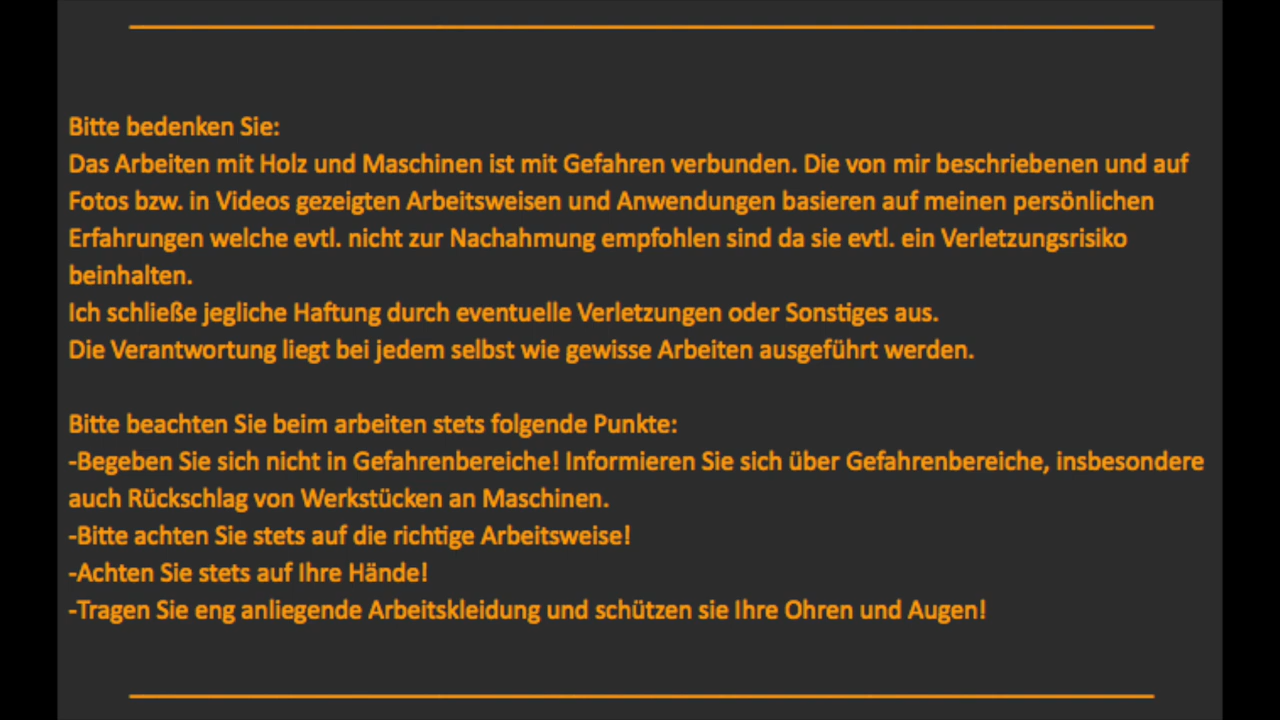 Bitte bedenken Sie:
Das Arbeiten mit Holz und Maschinen ist mit Gefahren verbunden. Die von mir beschriebenen und auf
Fotos bzw. in Videos gezeigten Arbeitsweisen und Anwendungen basieren auf meinen persönlichen
Erfahrungen welche evtl. nicht zur Nachahmung empfohlen sind da sie evtl. ein Verletzungsrisiko
beinhalten.
Ich schließe jegliche Haftung durch eventuelle Verletzungen oder Sonstiges aus.
Die Verantwortung liegt bei jedem selbst wie gewisse Arbeiten ausgeführt werden.
Bitte beachten Sie beim arbeiten stets folgende Punkte:
-Begeben Sie sich nicht in Gefahrenbereiche! Informieren Sie sich über Gefahrenbereiche, insbesondere
auch Rückschlag von Werkstücken an Maschinen.
-Bitte achten Sie stets auf die richtige Arbeitsweise!
-Achten Sie stets auf Ihre Hände!
-Tragen Sie eng anliegende Arbeitskleidung und schützen sie Ihre Ohren und Augen!